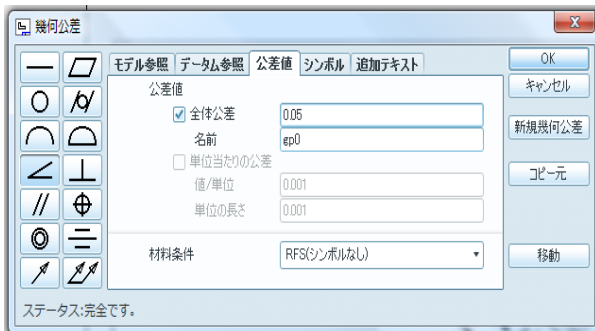 幾何公差
モデル参照 データム参照 公差値 シンボル 追加テキスト
公差値
全体公差 0.05
名前 gp0
単位当たりの公差
値/単位 0.001
単位の長さ 0.001
材料条件 RFS(シンボルなし)
OK
キャンセル
新規幾何公差
コピー元
移動
ステータス:完全です。